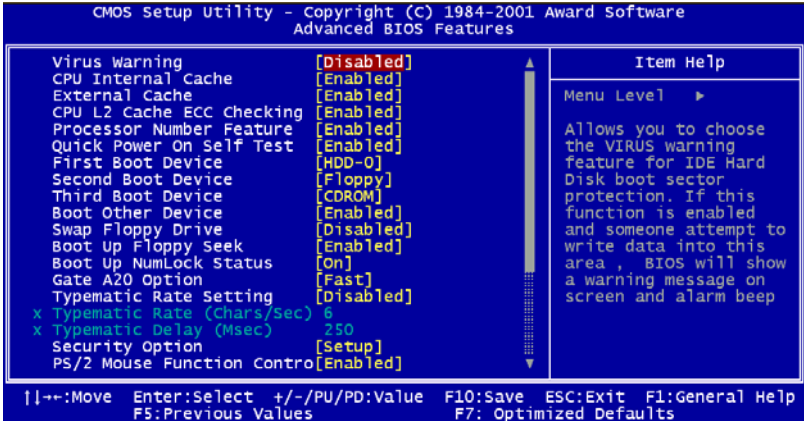 CMOS Setup Utility – Copyright (C) 1984-2001 Award Software
Advanced BIOS Features
Virus Warning [Disabled]
CPU Internal Cache [Enabled]
External Cache [Enabled]
CPU L2 Cache ECC Checking [Enabled]
Processor Number Feature [Enabled]
Quick Power On Self Test [Enabled]
First Boot Device [HDD-0]
Second Boot Device [Floppy]
Third Boot Device [CDROM]
Boot Other Device [Enabled]
Swap Floppy Drive [Disabled]
Boot Up Floppy Seek [Enabled]
Boot Up NumLock Status [On]
Gate A20 Option [Fast]
Typematic Rate Setting [Disabled]
x Typematic Rate (Chars/Sec) 6
x Typematic Delay (Msec) 250
Security Option [Setup]
PS/2 Mouse Function Contro[Enabled]
Item Help
Menu Level ►
Allows you to choose
the VIRUS warning
feature for IDE Hard
Disk boot sector
protection. If this
function is enabled
and someone attempt to
write data into this
area , BIOS will show
a warning message on
screen and alarm beep
↑↓→←:Move Enter:Select +/-/PU/PD:Value F10:Save ESC:Exit F1:General Help
F5:Previous Values F7: Optimized Defaults